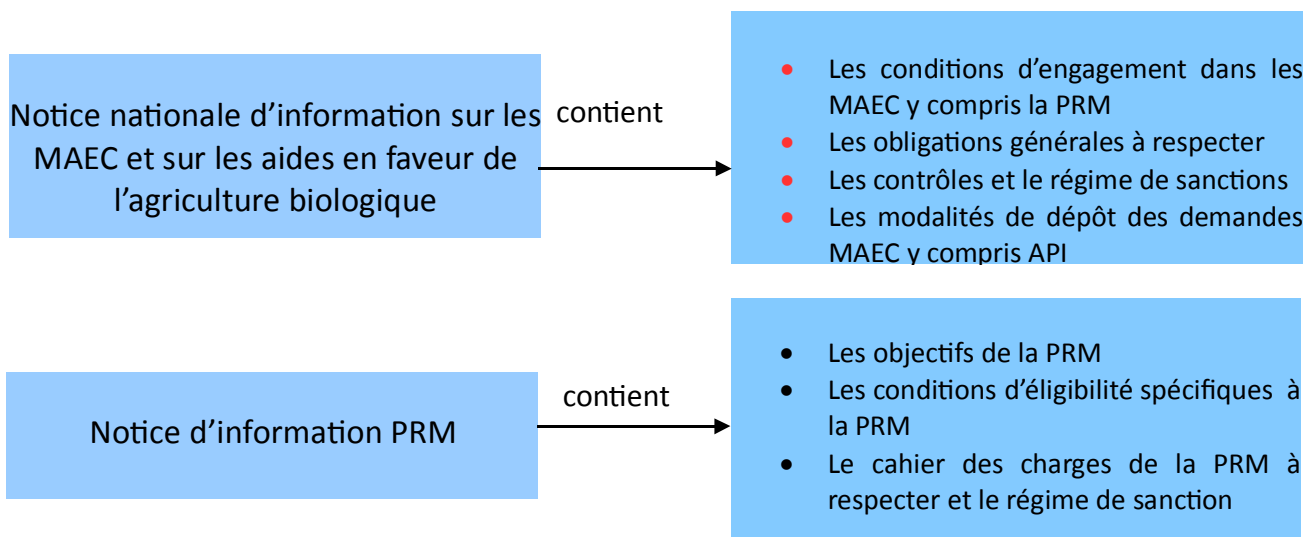 Notice nationale d'information sur les
MAEC et sur les aides en faveur de
l'agriculture biologique
contient
Les conditions d'engagement dans les
MAEC y compris la PRM
Les obligations générales à respecter
Les contrôles et le régime de sanctions
Les modalités de dépôt des demandes
MAEC y compris API
Notice d'information PRM
contient
Les objectifs de la PRM
Les conditions d'éligibilité spécifiques à
la PRM
Le cahier des charges de la PRM à
respecter et le régime de sanction